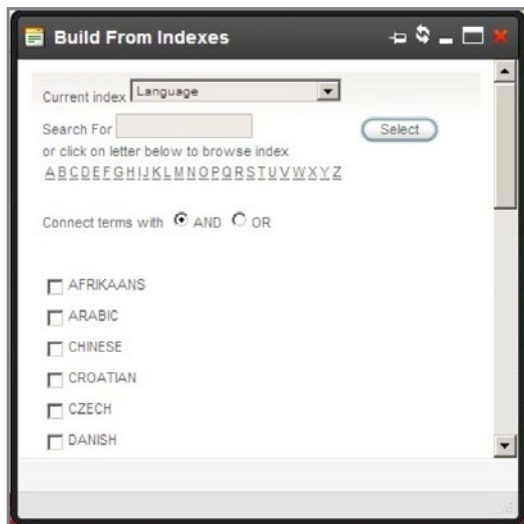 Build From Indexes
Current index Language
Search For Select
or click on letter below to browse index
A B C D E F G H I J K L M N O P Q R S T U V W X Y Z
Connect terms with AND OR
AFRIKAANS
ARABIC
CHINESE
CROATIAN
CZECH
DANISH